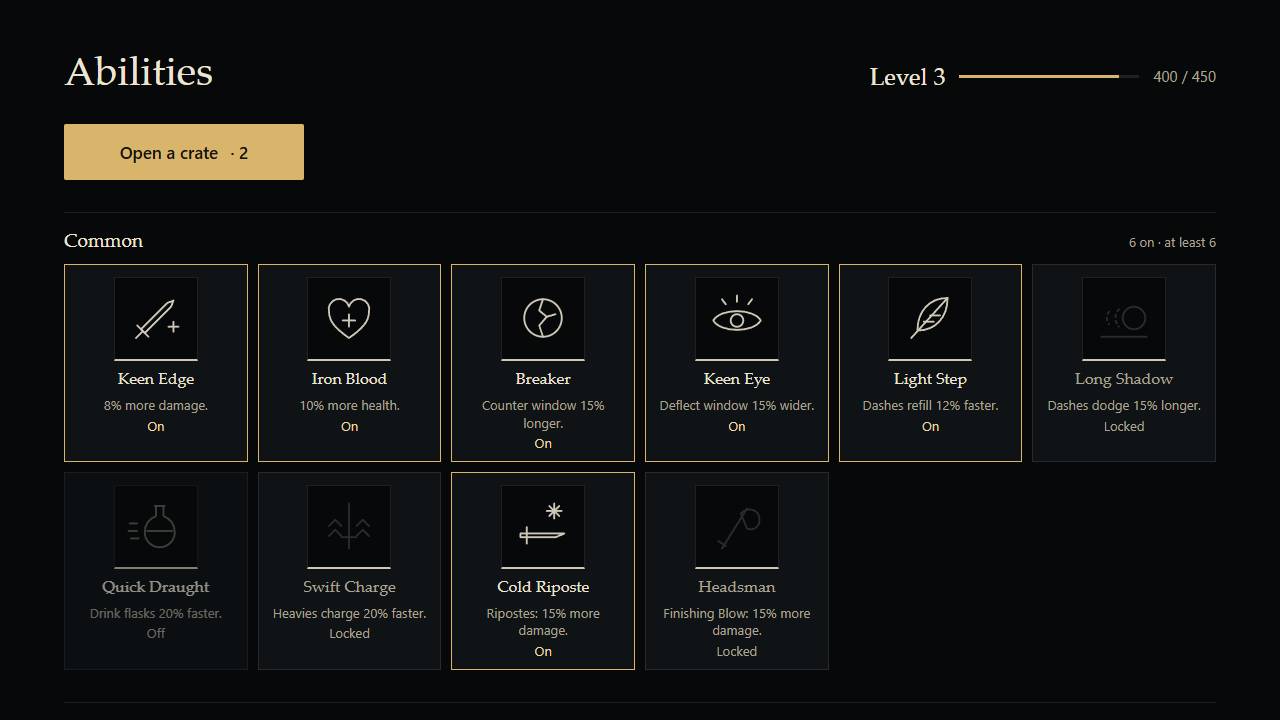 Abilities
Level 3
400 / 450
Open a crate · 2
Common
6 on · at least 6
Keen Edge
8% more damage.
On
Iron Blood
10% more health.
On
Breaker
Counter window 15%
longer.
On
Keen Eye
Deflect window 15% wider.
On
Light Step
Dashes refill 12% faster.
On
Long Shadow
Dashes dodge 15% longer.
Locked
Quick Draught
Drink flasks 20% faster.
Off
Swift Charge
Heavies charge 20% faster.
Locked
Cold Riposte
Ripostes: 15% more
damage.
On
Headsman
Finishing Blow: 15% more
damage.
Locked